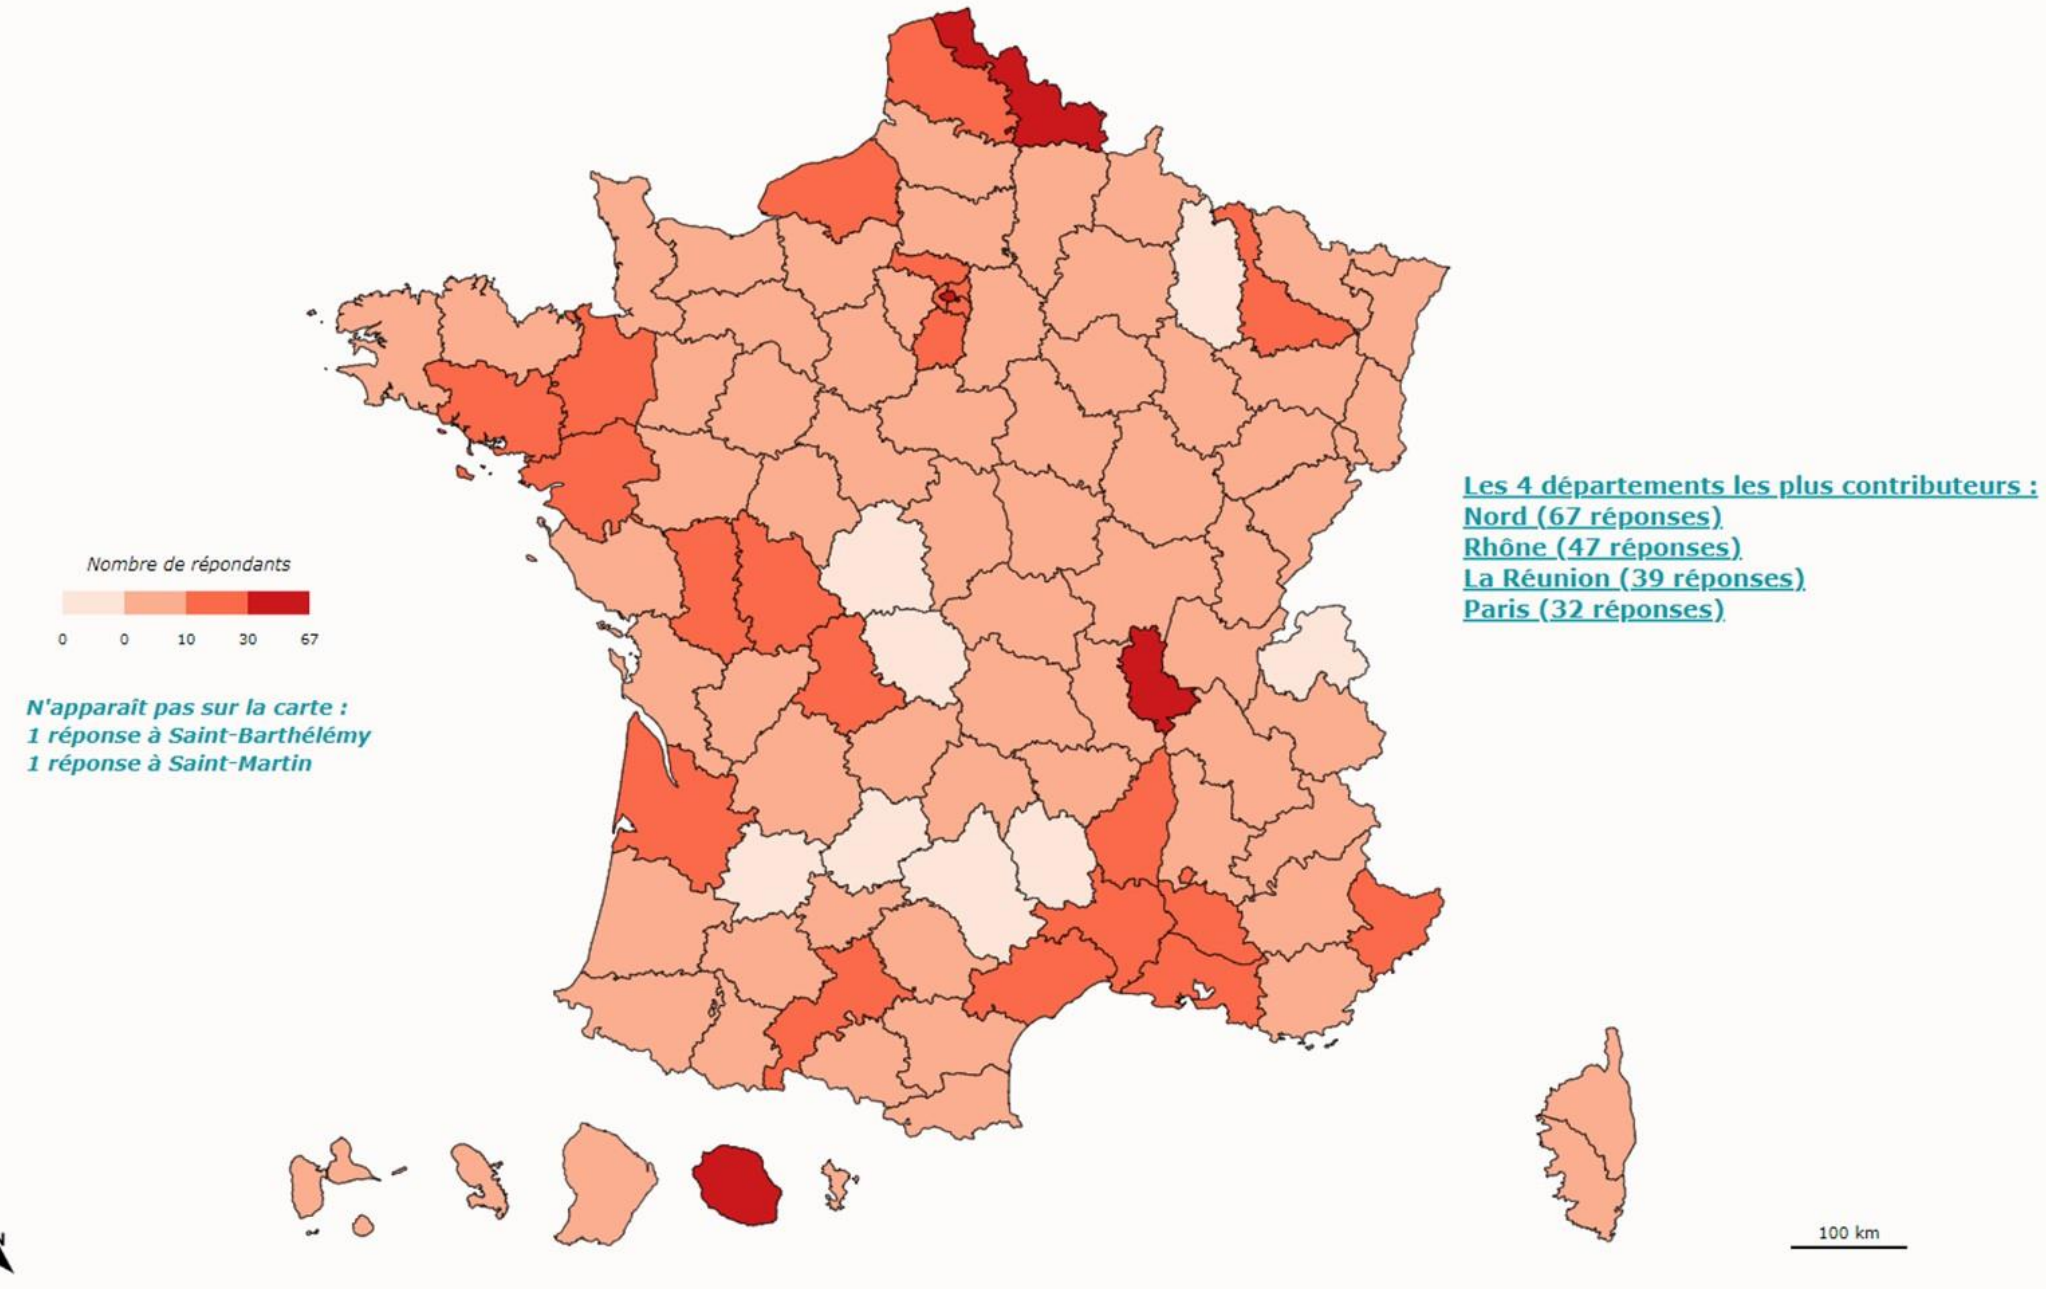 Les 4 départements les plus contributeurs :
Nord (67 réponses)
Rhône (47 réponses)
La Réunion (39 réponses)
Paris (32 réponses)
Nombre de répondants
0 0 10 30 67
N'apparaît pas sur la carte :
1 réponse à Saint-Barthélémy
1 réponse à Saint-Martin
100 km
N